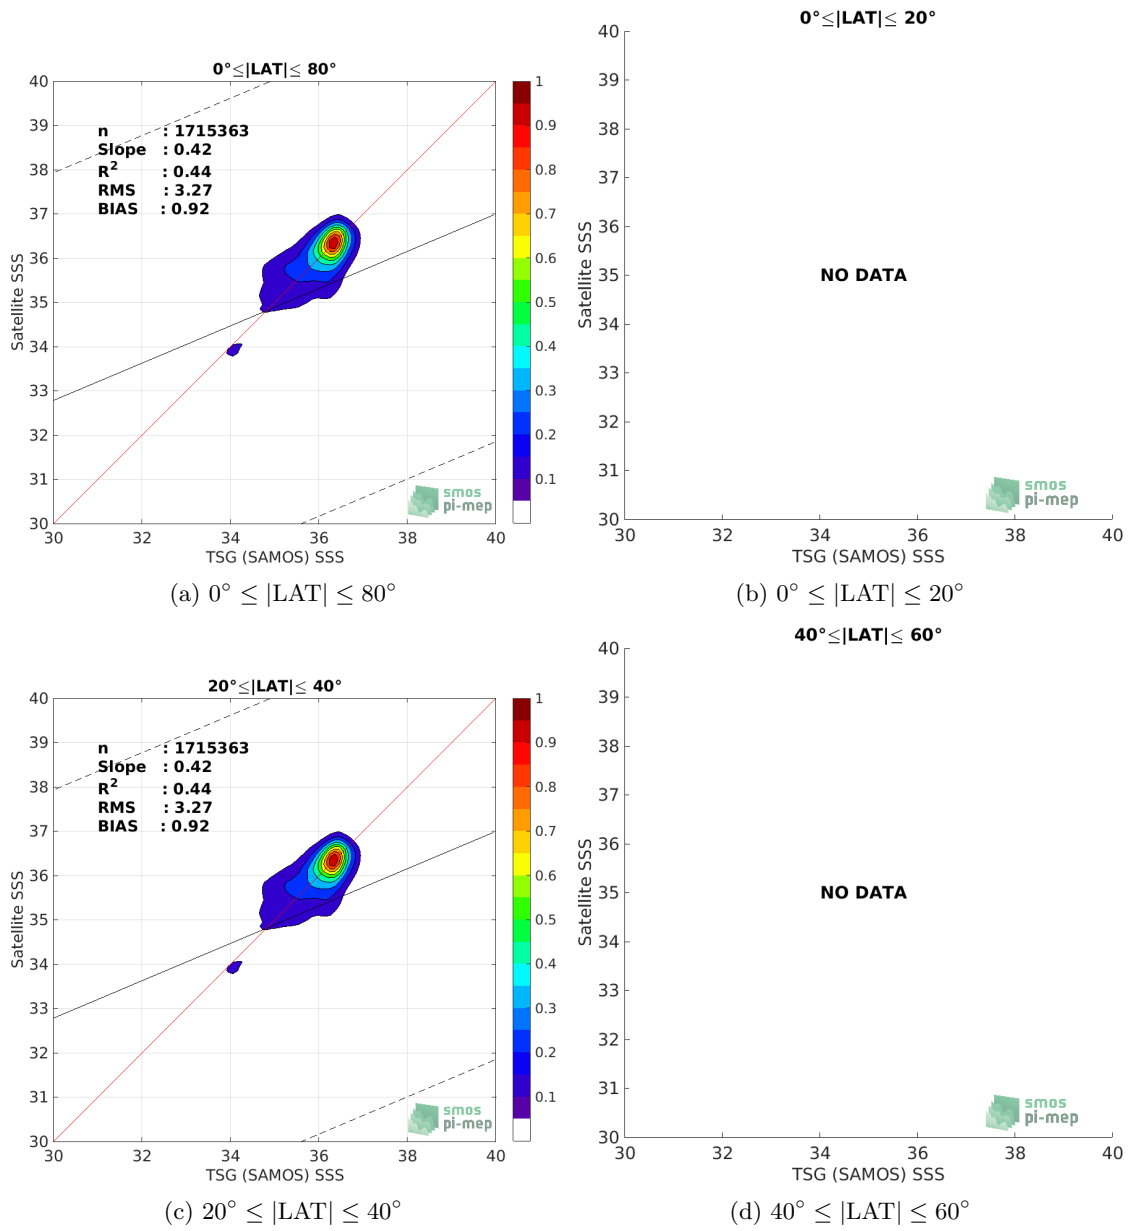 0°≤|LAT|≤ 80°
40
39
38
37
36
35
34
33
32
31
30
Satellite SSS
n : 1715363
Slope : 0.42
R² : 0.44
RMS : 3.27
BIAS : 0.92
1
0.9
0.8
0.7
0.6
0.5
0.4
0.3
0.2
0.1
smos
pi-mep
30 32 34 36 38 40
TSG (SAMOS) SSS
(a) 0° ≤ |LAT| ≤ 80°
0°≤|LAT|≤ 20°
40
39
38
37
36
35
34
33
32
31
30
Satellite SSS
NO DATA
smos
pi-mep
30 32 34 36 38 40
TSG (SAMOS) SSS
(b) 0° ≤ |LAT| ≤ 20°
20°≤|LAT|≤ 40°
40
39
38
37
36
35
34
33
32
31
30
Satellite SSS
n : 1715363
Slope : 0.42
R² : 0.44
RMS : 3.27
BIAS : 0.92
1
0.9
0.8
0.7
0.6
0.5
0.4
0.3
0.2
0.1
smos
pi-mep
30 32 34 36 38 40
TSG (SAMOS) SSS
(c) 20° ≤ |LAT| ≤ 40°
40°≤|LAT|≤ 60°
40
39
38
37
36
35
34
33
32
31
30
Satellite SSS
NO DATA
smos
pi-mep
30 32 34 36 38 40
TSG (SAMOS) SSS
(d) 40° ≤ |LAT| ≤ 60°